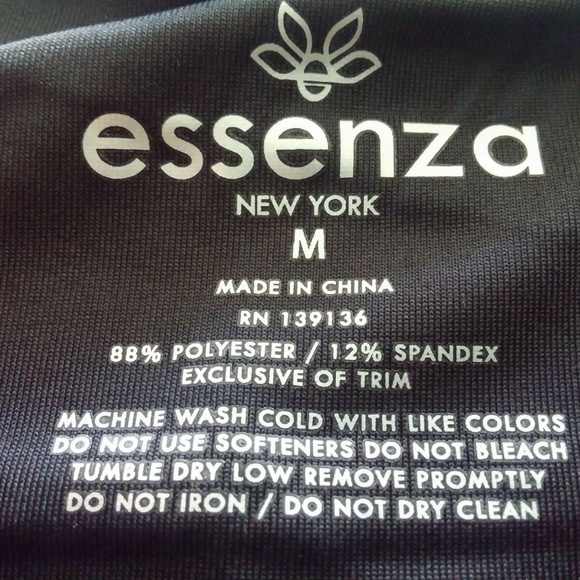 essenza
NEW YORK
M
MADE IN CHINA
RN 139136
88% POLYESTER / 12% SPANDEX
EXCLUSIVE OF TRIM
MACHINE WASH COLD WITH LIKE COLORS
DO NOT USE SOFTENERS DO NOT BLEACH
TUMBLE DRY LOW REMOVE PROMPTLY
DO NOT IRON / DO NOT DRY CLEAN